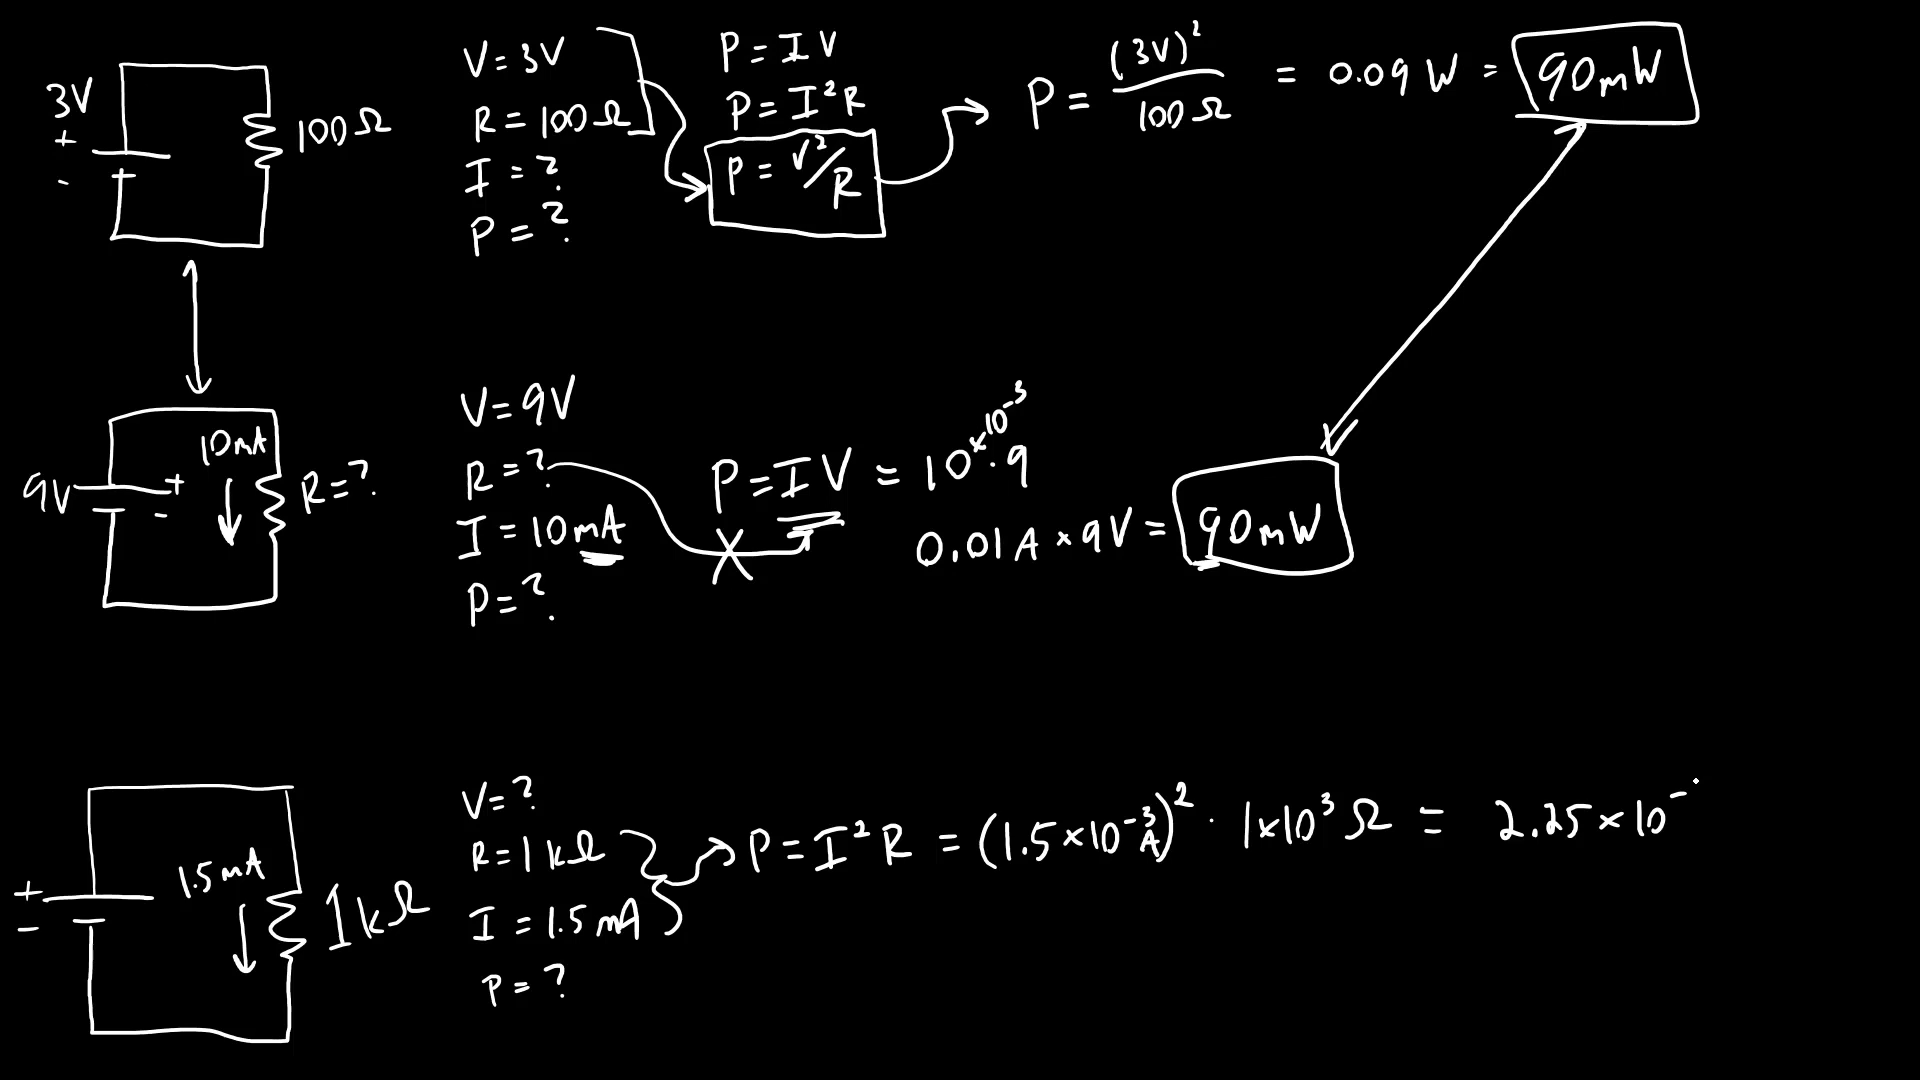 3V
+
-
100Ω
V = 3V
R = 100Ω
I = ?
P = ?
P = IV
P = I²R
P = V²/R
P = (3V)²/100Ω = 0.09 W = 90mW
9V
+
-
10mA
R = ?
V = 9V
R = ?
I = 10mA
P = ?
P = IV = 10×10⁻³·9
0.01A × 9V = 90mW
+
-
1.5mA
1kΩ
V = ?
R = 1kΩ
I = 1.5mA
P = ?
P = I²R = (1.5×10⁻³A)² · 1×10³Ω = 2.25×10⁻